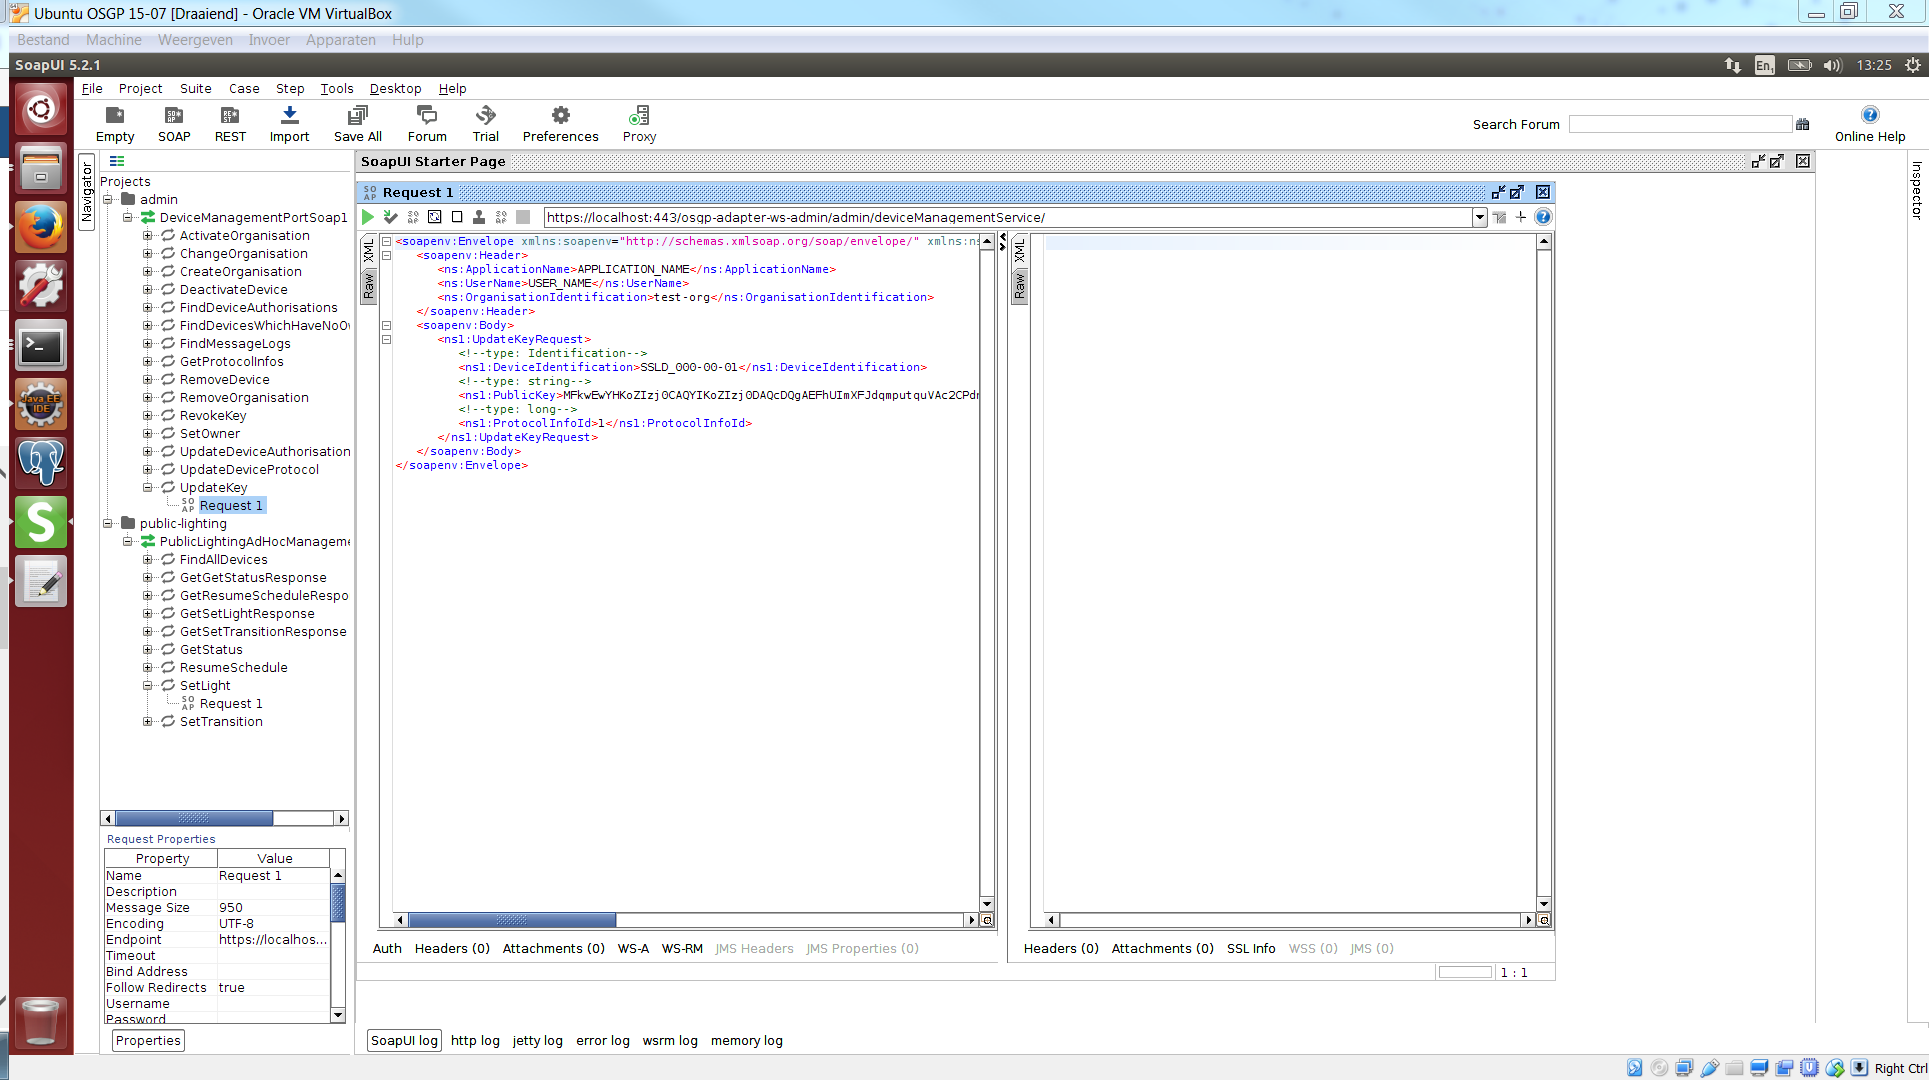 Ubuntu OSGP 15-07 [Draaiend] - Oracle VM VirtualBox
Bestand Machine Weergeven Invoer Apparaten Hulp
SoapUI 5.2.1
En1 13:25
File Project Suite Case Step Tools Desktop Help
Empty SOAP REST Import Save All Forum Trial Preferences Proxy
Search Forum
Online Help
Navigator
Inspector
Projects
admin
DeviceManagementPortSoap1
ActivateOrganisation
ChangeOrganisation
CreateOrganisation
DeactivateDevice
FindDeviceAuthorisations
FindDevicesWhichHaveNoOv
FindMessageLogs
GetProtocolInfos
RemoveDevice
RemoveOrganisation
RevokeKey
SetOwner
UpdateDeviceAuthorisation
UpdateDeviceProtocol
UpdateKey
Request 1
public-lighting
PublicLightingAdHocManageme
FindAllDevices
GetGetStatusResponse
GetResumeScheduleRespo
GetSetLightResponse
GetSetTransitionResponse
GetStatus
ResumeSchedule
SetLight
Request 1
SetTransition
Request Properties
Property Value
Name Request 1
Description
Message Size 950
Encoding UTF-8
Endpoint https://localhos...
Timeout
Bind Address
Follow Redirects true
Username
Password
Properties
SoapUI Starter Page
Request 1
https://localhost:443/osgp-adapter-ws-admin/admin/deviceManagementService/
XML
Raw
<soapenv:Envelope xmlns:soapenv="http://schemas.xmlsoap.org/soap/envelope/" xmlns:ns
<soapenv:Header>
<ns:ApplicationName>APPLICATION_NAME</ns:ApplicationName>
<ns:UserName>USER_NAME</ns:UserName>
<ns:OrganisationIdentification>test-org</ns:OrganisationIdentification>
</soapenv:Header>
<soapenv:Body>
<ns1:UpdateKeyRequest>
<!--type: Identification-->
<ns1:DeviceIdentification>SSLD_000-00-01</ns1:DeviceIdentification>
<!--type: string-->
<ns1:PublicKey>MFkwEwYHKoZIzj0CAQYIKoZIzj0DAQcDQgAEFhUImXFJdqmputquVAc2CPdr
<!--type: long-->
<ns1:ProtocolInfoId>1</ns1:ProtocolInfoId>
</ns1:UpdateKeyRequest>
</soapenv:Body>
</soapenv:Envelope>
XML
Raw
Auth Headers (0) Attachments (0) WS-A WS-RM JMS Headers JMS Properties (0)
Headers (0) Attachments (0) SSL Info WSS (0) JMS (0)
1 : 1
SoapUI log http log jetty log error log wsrm log memory log
Right Ctrl